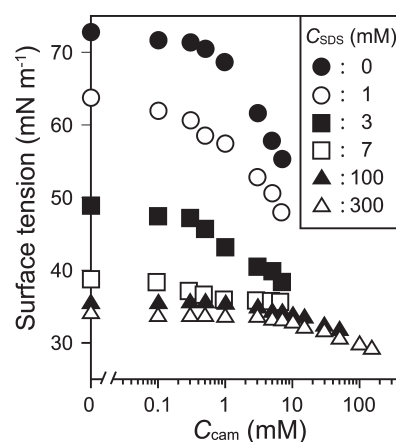 C_SDS (mM)
: 0
: 1
: 3
: 7
: 100
: 300
Surface tension (mN m⁻¹)
70
60
50
40
30
0 0.1 1 10 100
C_cam (mM)